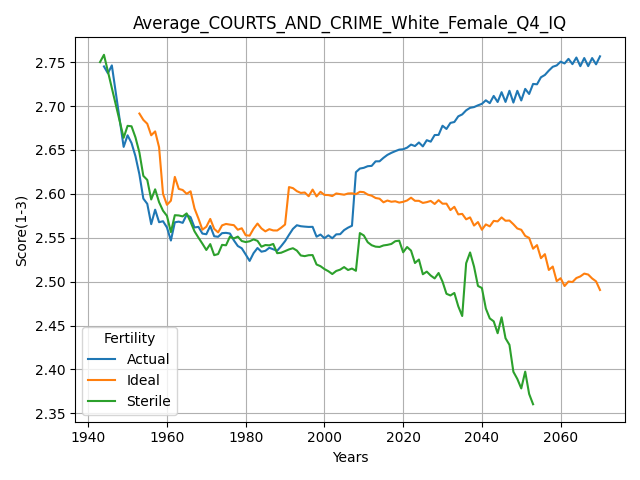 Average_COURTS_AND_CRIME_White_Female_Q4_IQ
Score(1-3)
2.75
2.70
2.65
2.60
2.55
2.50
2.45
2.40
2.35
Fertility
Actual
Ideal
Sterile
1940 1960 1980 2000 2020 2040 2060
Years